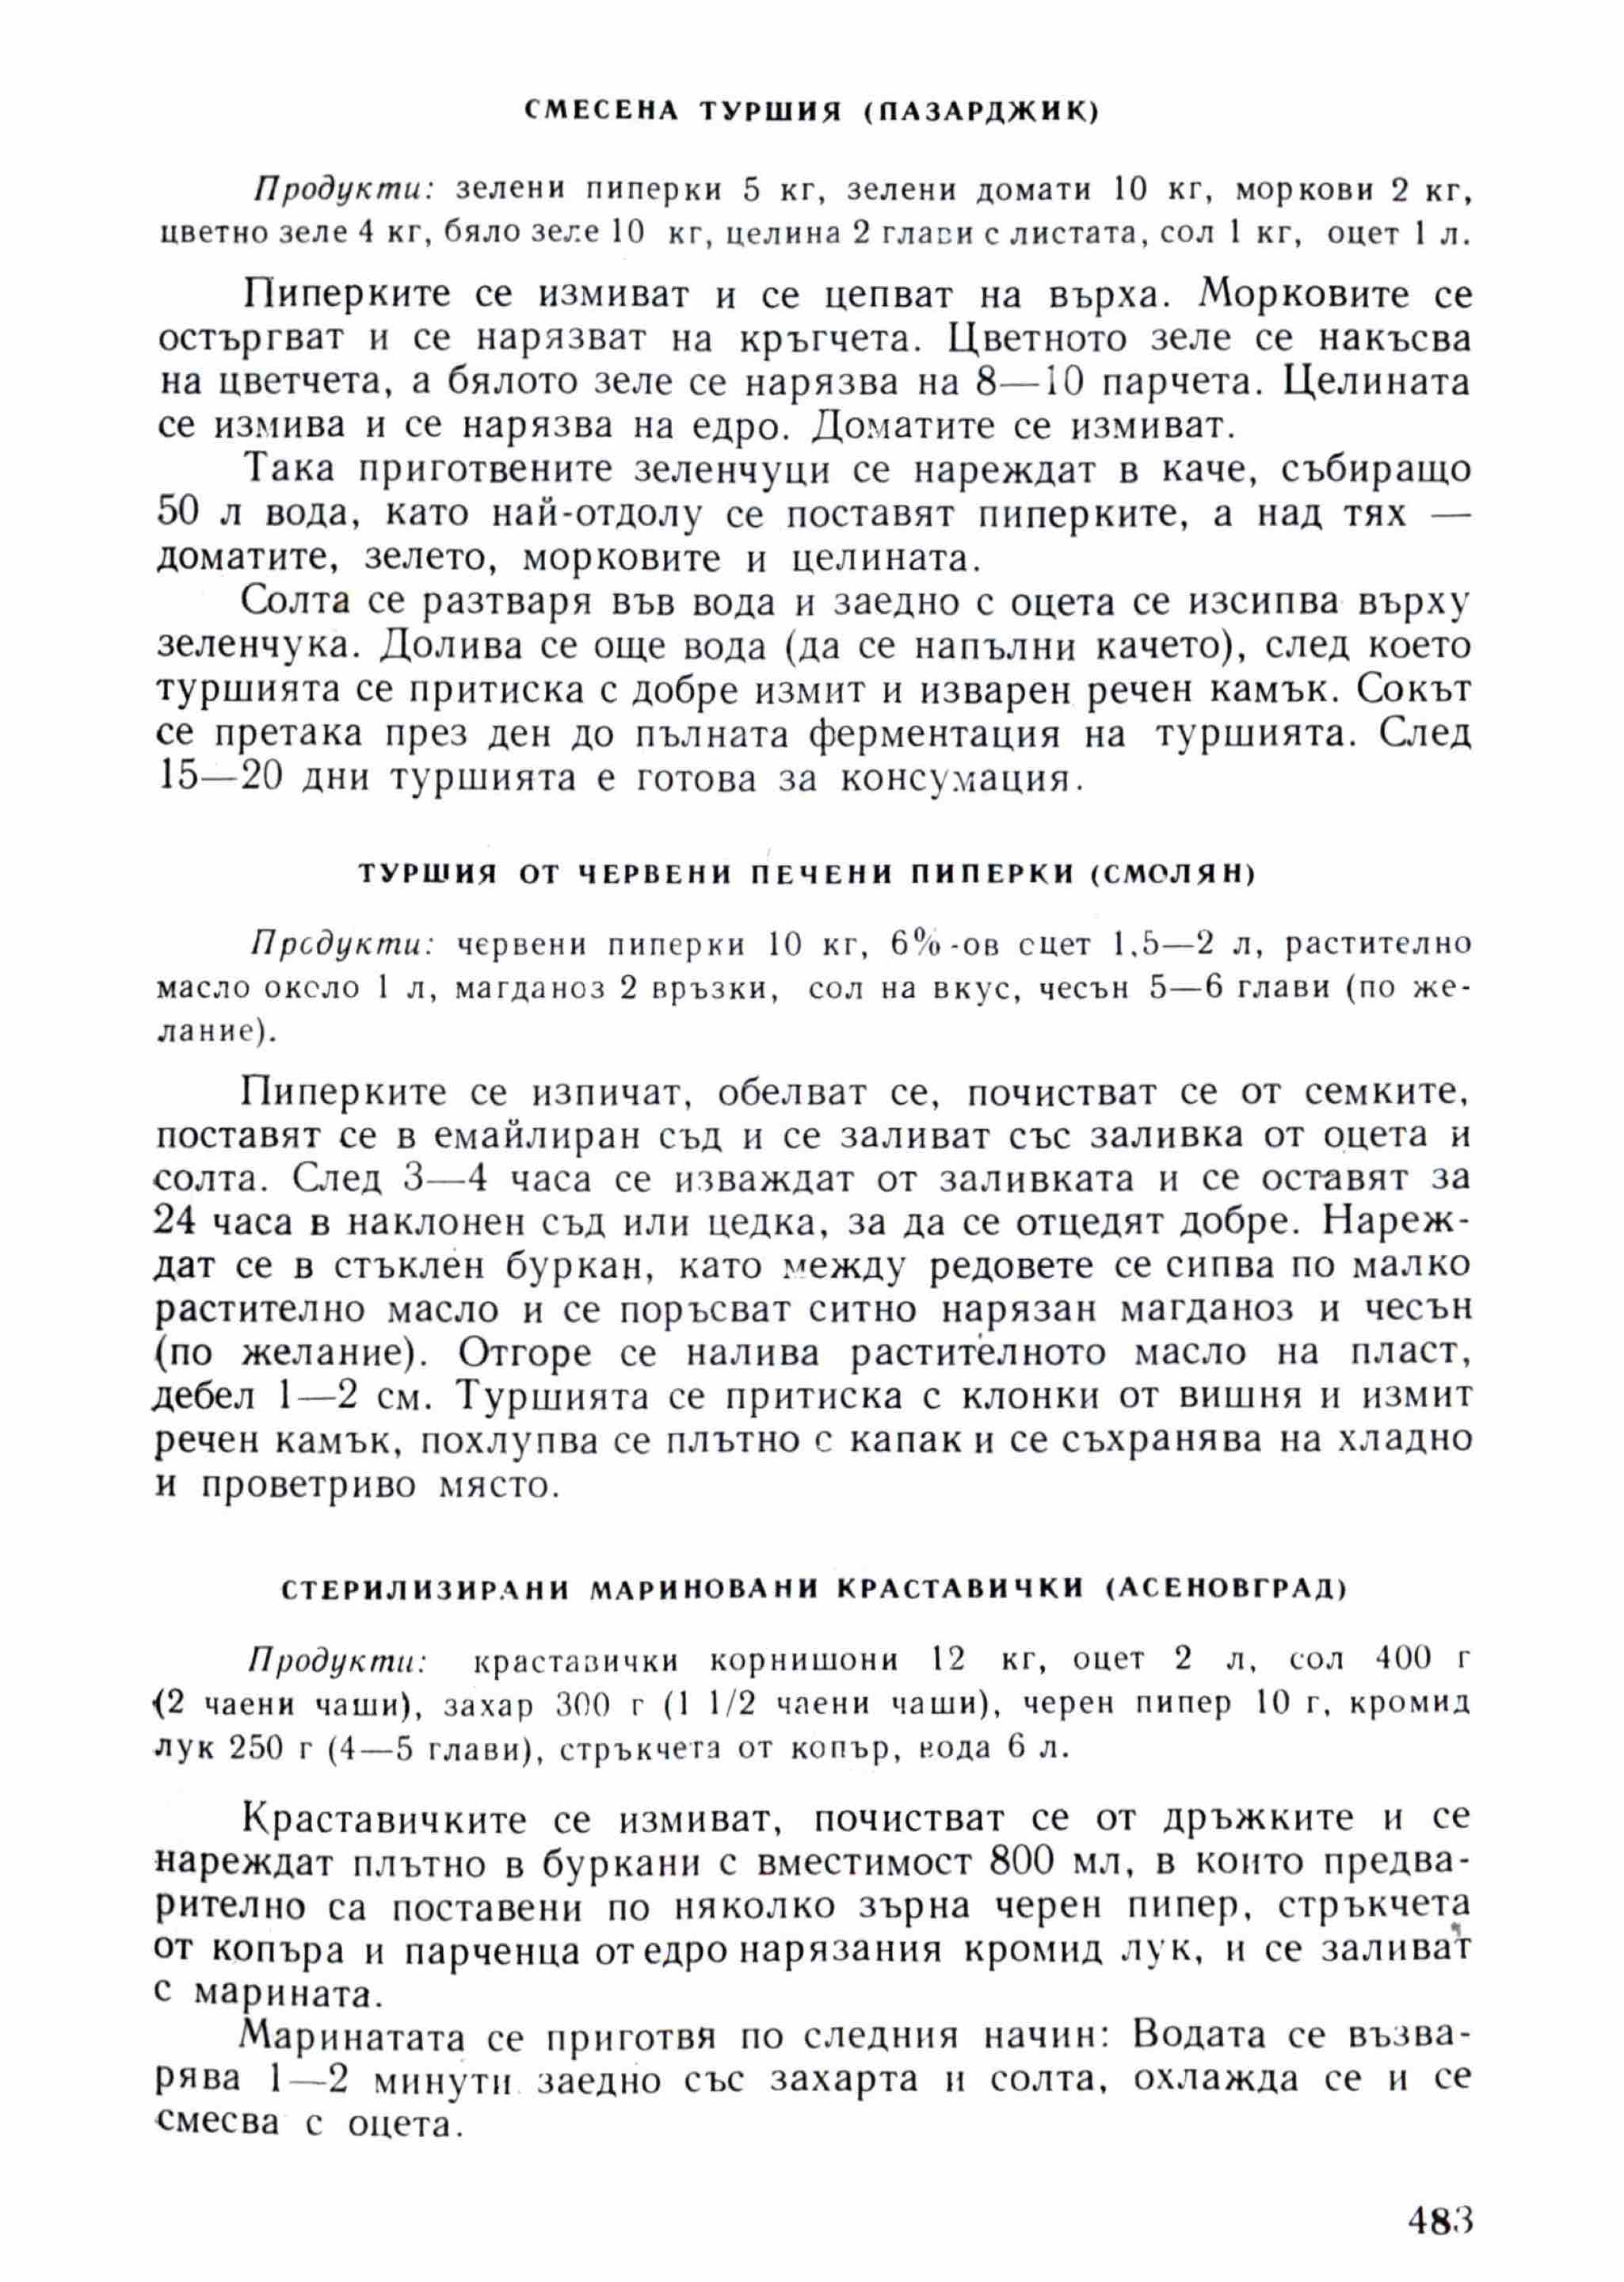 СМЕСЕНА ТУРШИЯ (ПАЗАРДЖИК)
Продукти: зелени пиперки 5 кг, зелени домати 10 кг, моркови 2 кг,
цветно зеле 4 кг, бяло зеле 10 кг, целина 2 глави с листата, сол 1 кг, оцет 1 л.
Пиперките се измиват и се цепват на върха. Морковите се
остъргват и се нарязват на кръгчета. Цветното зеле се накъсва
на цветчета, а бялото зеле се нарязва на 8—10 парчета. Целината
се измива и се нарязва на едро. Доматите се измиват.
Така приготвените зеленчуци се нареждат в каче, събиращо
50 л вода, като най-отдолу се поставят пиперките, а над тях —
доматите, зелето, морковите и целината.
Солта се разтваря във вода и заедно с оцета се изсипва върху
зеленчука. Долива се още вода (да се напълни качето), след което
туршията се притиска с добре измит и изварен речен камък. Сокът
се претака през ден до пълната ферментация на туршията. След
15—20 дни туршията е готова за консумация.
ТУРШИЯ ОТ ЧЕРВЕНИ ПЕЧЕНИ ПИПЕРКИ (СМОЛЯН)
Продукти: червени пиперки 10 кг, 6%-ов оцет 1,5—2 л, растително
масло около 1 л, магданоз 2 връзки, сол на вкус, чесън 5—6 глави (по же-
лание).
Пиперките се изпичат, обелват се, почистват се от семките,
поставят се в емайлиран съд и се заливат със заливка от оцета и
солта. След 3—4 часа се изваждат от заливката и се оставят за
24 часа в наклонен съд или цедка, за да се отцедят добре. Нареж-
дат се в стъклен буркан, като между редовете се сипва по малко
растително масло и се поръсват ситно нарязан магданоз и чесън
(по желание). Отгоре се налива растителното масло на пласт,
дебел 1—2 см. Туршията се притиска с клонки от вишня и измит
речен камък, похлупва се плътно с капак и се съхранява на хладно
и проветриво място.
СТЕРИЛИЗИРАНИ МАРИНОВАНИ КРАСТАВИЧКИ (АСЕНОВГРАД)
Продукти: краставички корнишони 12 кг, оцет 2 л, сол 400 г
(2 чаени чаши), захар 300 г (1 1/2 чаени чаши), черен пипер 10 г, кромид
лук 250 г (4—5 глави), стръкчета от копър, вода 6 л.
Краставичките се измиват, почистват се от дръжките и се
нареждат плътно в буркани с вместимост 800 мл, в които предва-
рително са поставени по няколко зърна черен пипер, стръкчета
от копъра и парченца от едро нарязания кромид лук, и се заливат
с марината.
Маринатата се приготвя по следния начин: Водата се възва-
рява 1—2 минути заедно със захарта и солта, охлажда се и се
смесва с оцета.
483